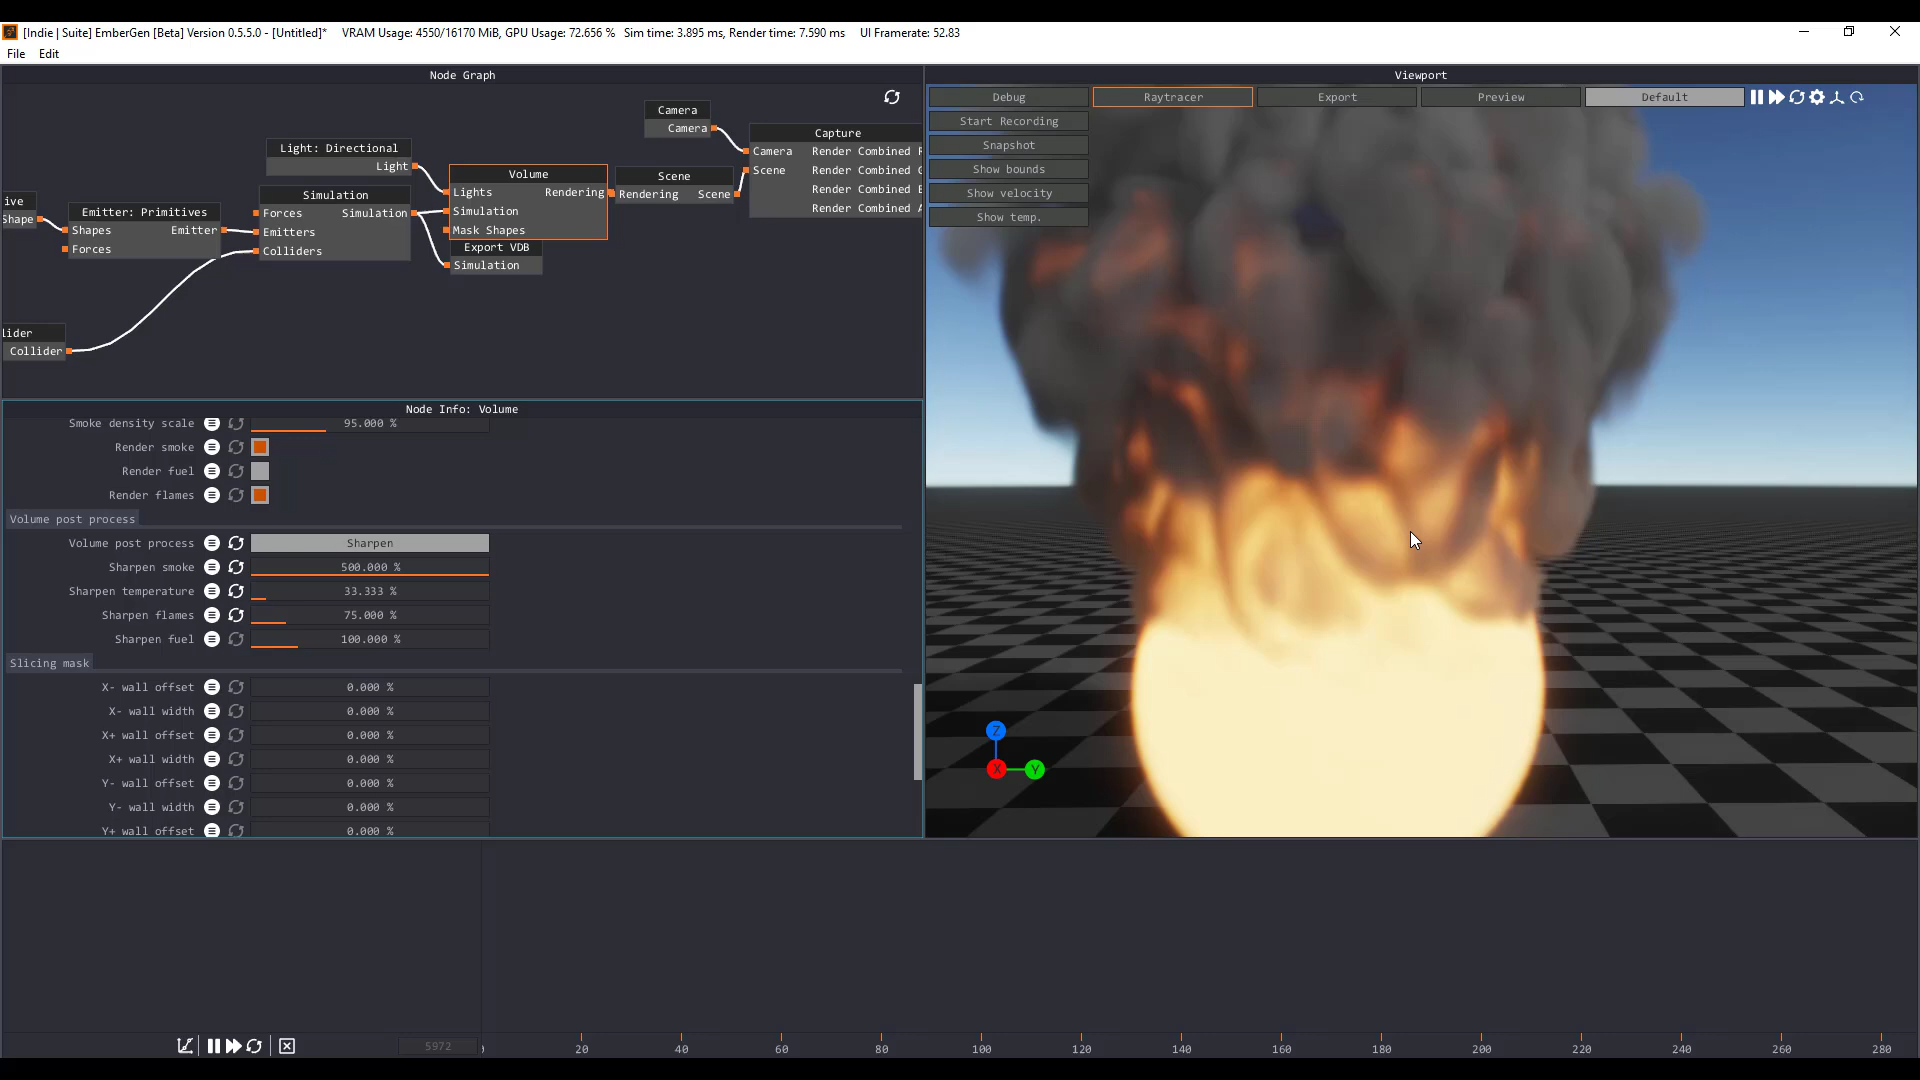 [Indie | Suite] EmberGen [Beta] Version 0.5.5.0 - [Untitled]* VRAM Usage: 4550/16170 MiB, GPU Usage: 72.656 % Sim time: 3.895 ms, Render time: 7.590 ms UI Framerate: 52.83
File Edit
Node Graph
Camera
Camera
Capture
Camera Render Combined R
Scene Render Combined G
Render Combined B
Render Combined A
Light: Directional
Light
Volume
Lights Rendering
Simulation
Mask Shapes
Scene
Rendering Scene
Simulation
Forces Simulation
Emitters
Colliders
Export VDB
Simulation
ive
Shape
Emitter: Primitives
Shapes Emitter
Forces
lider
Collider
Node Info: Volume
Smoke density scale 95.000 %
Render smoke
Render fuel
Render flames
Volume post process
Volume post process Sharpen
Sharpen smoke 500.000 %
Sharpen temperature 33.333 %
Sharpen flames 75.000 %
Sharpen fuel 100.000 %
Slicing mask
X- wall offset 0.000 %
X- wall width 0.000 %
X+ wall offset 0.000 %
X+ wall width 0.000 %
Y- wall offset 0.000 %
Y- wall width 0.000 %
Y+ wall offset 0.000 %
Viewport
Debug Raytracer Export Preview Default
Start Recording
Snapshot
Show bounds
Show velocity
Show temp.
Z
X Y
5972 20 40 60 80 100 120 140 160 180 200 220 240 260 280